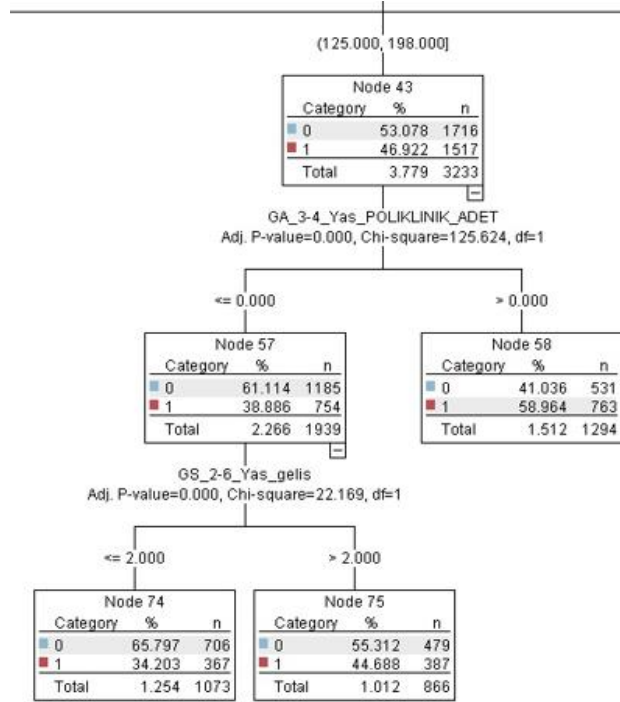 (125.000, 198.000]
Node 43
Category % n
0 53.078 1716
1 46.922 1517
Total 3.779 3233
GA_3-4_Yas_POLIKLINIK_ADET
Adj. P-value=0.000, Chi-square=125.624, df=1
<= 0.000
> 0.000
Node 57
Category % n
0 61.114 1185
1 38.886 754
Total 2.266 1939
Node 58
Category % n
0 41.036 531
1 58.964 763
Total 1.512 1294
GS_2-6_Yas_gelis
Adj. P-value=0.000, Chi-square=22.169, df=1
<= 2.000
> 2.000
Node 74
Category % n
0 65.797 706
1 34.203 367
Total 1.254 1073
Node 75
Category % n
0 55.312 479
1 44.688 387
Total 1.012 866